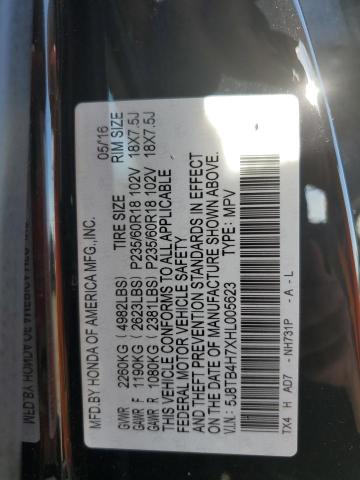 MFD.BY HONDA OF AMERICA MFG.,INC. 05/16
TIRE SIZE RIM SIZE
GVWR 2260KG (4982LBS)
GAWR F 1190KG (2623LBS) P235/60R18 102V 18X7.5J
GAWR R 1080KG (2381LBS) P235/60R18 102V 18X7.5J
THIS VEHICLE CONFORMS TO ALL APPLICABLE
FEDERAL MOTOR VEHICLE SAFETY
AND THEFT PREVENTION STANDARDS IN EFFECT
ON THE DATE OF MANUFACTURE SHOWN ABOVE.
V.I.N.: 5J8TB4H7XHL005623 TYPE: MPV
TX4 H AD7 - NH731P - A - L